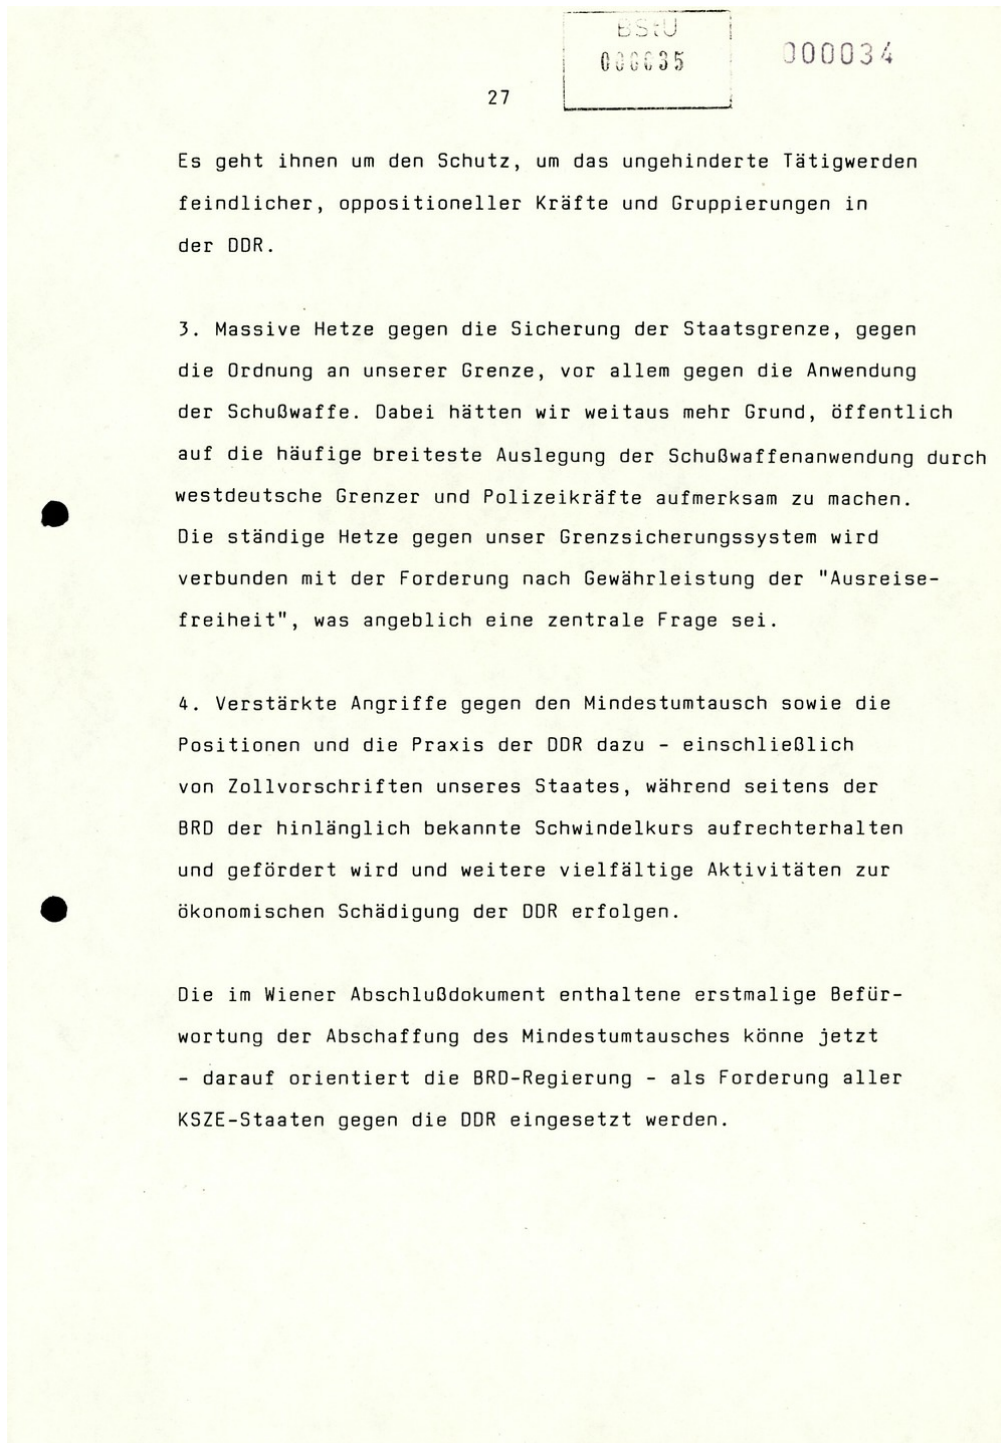 BStU
000035
000034
27
Es geht ihnen um den Schutz, um das ungehinderte Tätigwerden
feindlicher, oppositioneller Kräfte und Gruppierungen in
der DDR.
3. Massive Hetze gegen die Sicherung der Staatsgrenze, gegen
die Ordnung an unserer Grenze, vor allem gegen die Anwendung
der Schußwaffe. Dabei hätten wir weitaus mehr Grund, öffentlich
auf die häufige breiteste Auslegung der Schußwaffenanwendung durch
westdeutsche Grenzer und Polizeikräfte aufmerksam zu machen.
Die ständige Hetze gegen unser Grenzsicherungssystem wird
verbunden mit der Forderung nach Gewährleistung der "Ausreise-
freiheit", was angeblich eine zentrale Frage sei.
4. Verstärkte Angriffe gegen den Mindestumtausch sowie die
Positionen und die Praxis der DDR dazu - einschließlich
von Zollvorschriften unseres Staates, während seitens der
BRD der hinlänglich bekannte Schwindelkurs aufrechterhalten
und gefördert wird und weitere vielfältige Aktivitäten zur
ökonomischen Schädigung der DDR erfolgen.
Die im Wiener Abschlußdokument enthaltene erstmalige Befür-
wortung der Abschaffung des Mindestumtausches könne jetzt
- darauf orientiert die BRD-Regierung - als Forderung aller
KSZE-Staaten gegen die DDR eingesetzt werden.